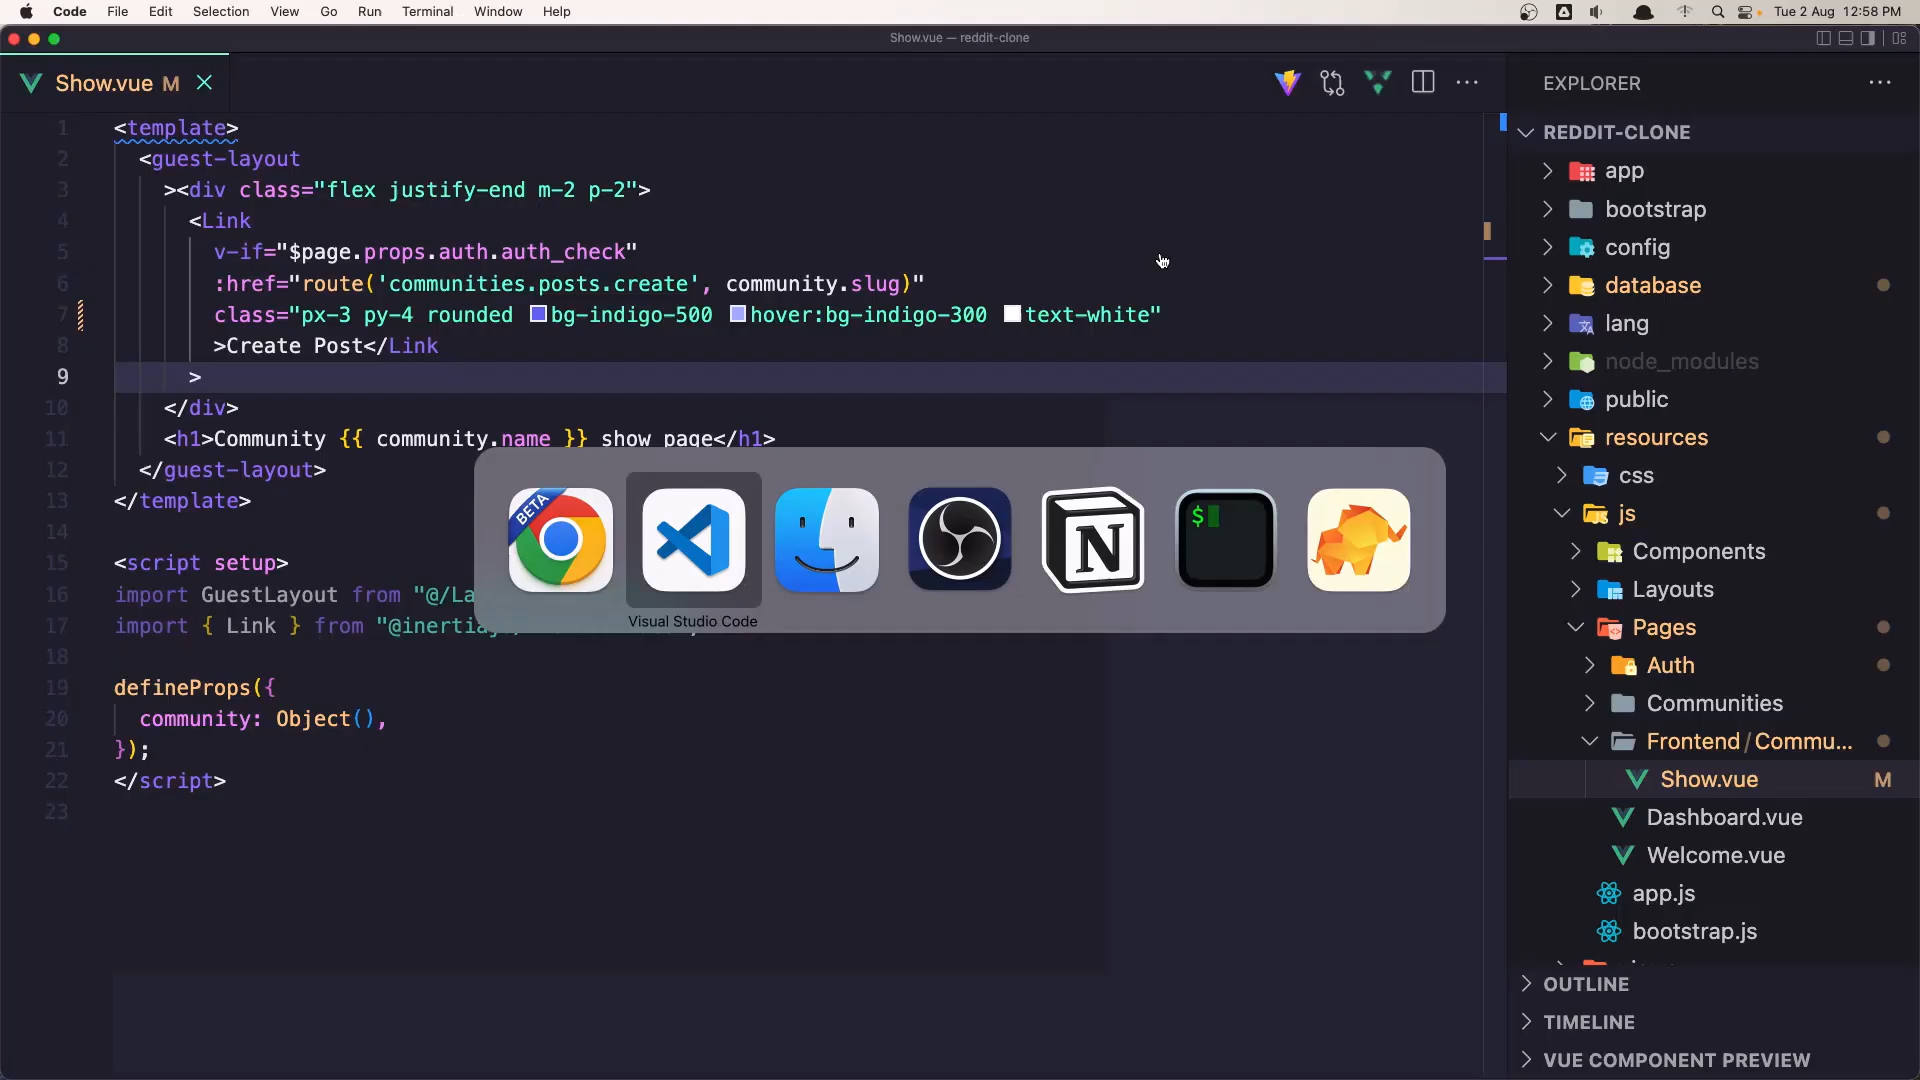 Code File Edit Selection View Go Run Terminal Window Help Tue 2 Aug 12:58 PM
Show.vue — reddit-clone
Show.vue M
EXPLORER
REDDIT-CLONE
1 <template>
2 <guest-layout
3 ><div class="flex justify-end m-2 p-2">
4 <Link
5 v-if="$page.props.auth.auth_check"
6 :href="route('communities.posts.create', community.slug)"
7 class="px-3 py-4 rounded bg-indigo-500 hover:bg-indigo-300 text-white"
8 >Create Post</Link
9 >
10 </div>
11 <h1>Community {{ community.name }} show page</h1>
12 </guest-layout>
13 </template>
14
15 <script setup>
16 import GuestLayout from "@/La
17 import { Link } from "@inertiaj
18
19 defineProps({
20 community: Object(),
21 });
22 </script>
23
BETA
$
N
Visual Studio Code
app
bootstrap
config
database
lang
node_modules
public
resources
css
js
Components
Layouts
Pages
Auth
Communities
Frontend/Commu...
Show.vue M
Dashboard.vue
Welcome.vue
app.js
bootstrap.js
OUTLINE
TIMELINE
VUE COMPONENT PREVIEW